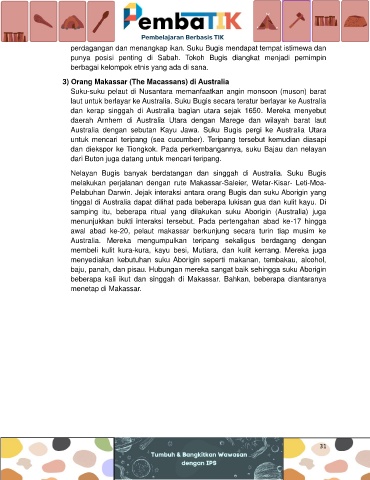 PembaTIK
Pembelajaran Berbasis TIK
perdagangan dan menangkap ikan. Suku Bugis mendapat tempat istimewa dan
punya posisi penting di Sabah. Tokoh Bugis diangkat menjadi pemimpin
berbagai kelompok etnis yang ada di sana.
3) Orang Makassar (The Macassans) di Australia
Suku-suku pelaut di Nusantara memanfaatkan angin monsoon (muson) barat
laut untuk berlayar ke Australia. Suku Bugis secara teratur berlayar ke Australia
dan kerap singgah di Australia bagian utara sejak 1650. Mereka menyebut
daerah Arnhem di Australia Utara dengan Marege dan wilayah barat laut
Australia dengan sebutan Kayu Jawa. Suku Bugis pergi ke Australia Utara
untuk mencari teripang (sea cucumber). Teripang tersebut kemudian diasapi
dan diekspor ke Tiongkok. Pada perkembangannya, suku Bajau dan nelayan
dari Buton juga datang untuk mencari teripang.
Nelayan Bugis banyak berdatangan dan singgah di Australia. Suku Bugis
melakukan perjalanan dengan rute Makassar-Saleier, Wetar-Kisar- Leti-Moa-
Pelabuhan Darwin. Jejak interaksi antara orang Bugis dan suku Aborigin yang
tinggal di Australia dapat dilihat pada beberapa lukisan gua dan kulit kayu. Di
samping itu, beberapa ritual yang dilakukan suku Aborigin (Australia) juga
menunjukkan bukti interaksi tersebut. Pada pertengahan abad ke-17 hingga
awal abad ke-20, pelaut makassar berkunjung secara turin tiap musim ke
Australia. Mereka mengumpulkan teripang sekaligus berdagang dengan
membeli kulit kura-kura, kayu besi, Mutiara, dan kulit kerrang. Mereka juga
menyediakan kebutuhan suku Aborigin seperti makanan, tembakau, alcohol,
baju, panah, dan pisau. Hubungan mereka sangat baik sehingga suku Aborigin
beberapa kali ikut dan singgah di Makassar. Bahkan, beberapa diantaranya
menetap di Makassar.
31
Tumbuh & Bangkitkan Wawasan
dengan IPS